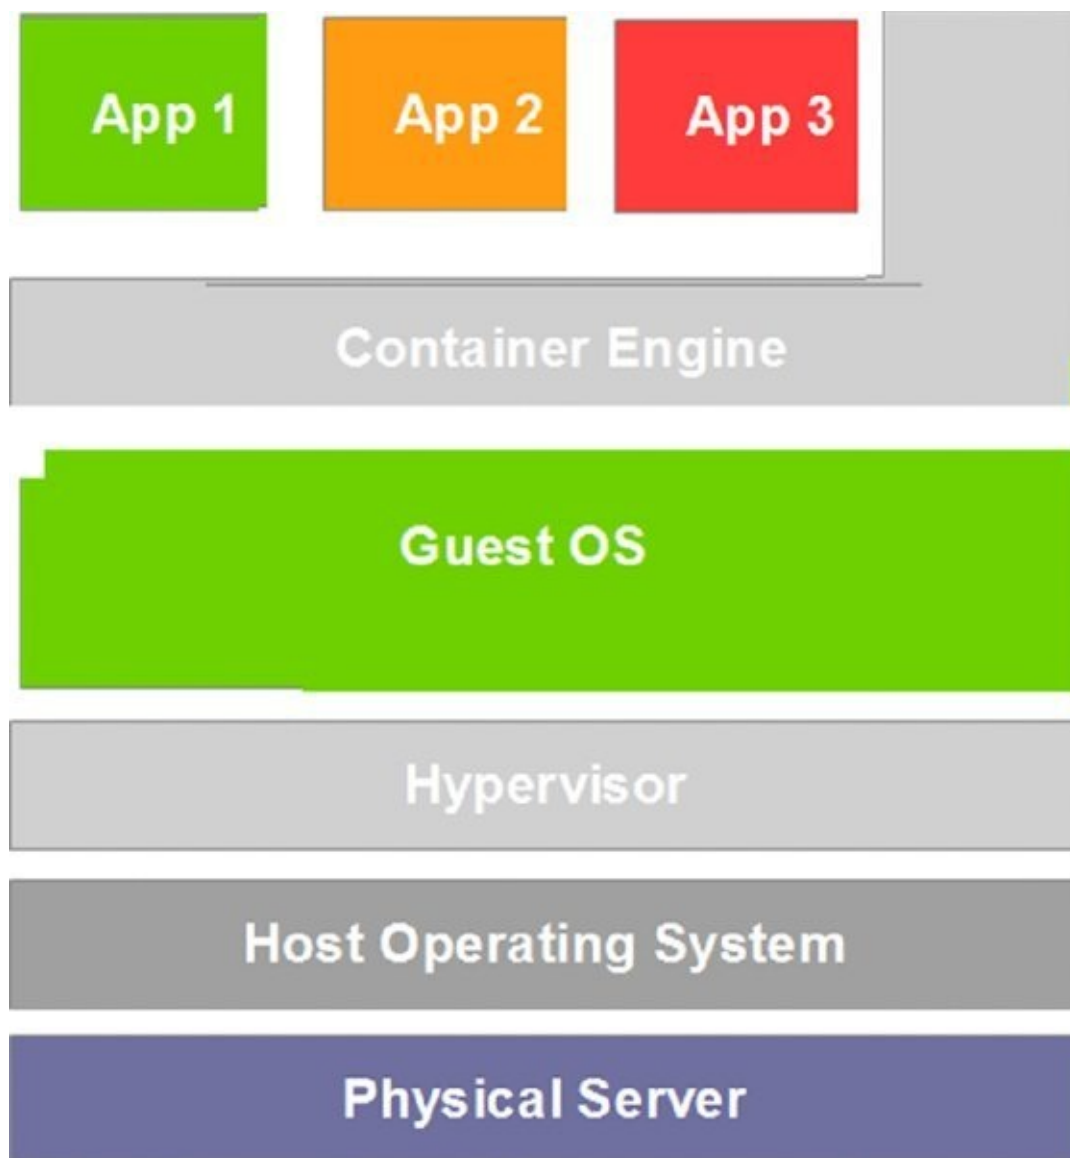 App 1 App 2 App 3
Container Engine
Guest OS
Hypervisor
Host Operating System
Physical Server